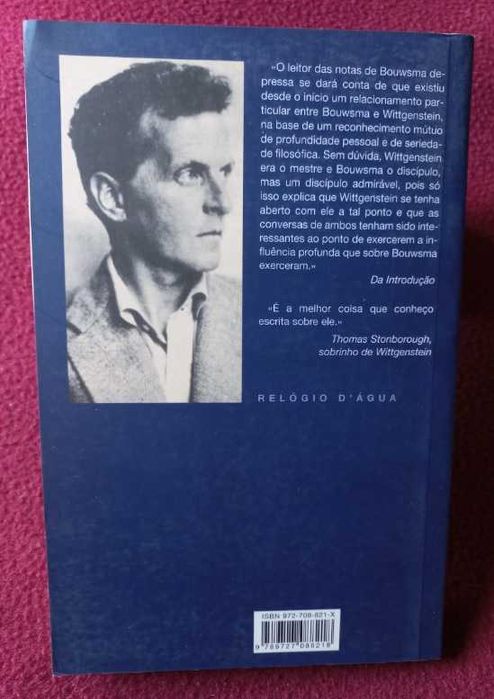 «O leitor das notas de Bouwsma de-
pressa se dará conta de que existiu
desde o início um relacionamento par-
ticular entre Bouwsma e Wittgenstein,
na base de um reconhecimento mútuo
de profundidade pessoal e de serieda-
de filosófica. Sem dúvida, Wittgenstein
era o mestre e Bouwsma o discípulo,
mas um discípulo admirável, pois só
isso explica que Wittgenstein se tenha
aberto com ele a tal ponto e que as
conversas de ambos tenham sido inte-
ressantes ao ponto de exercerem a in-
fluência profunda que sobre Bouwsma
exerceram.»
Da Introdução
«É a melhor coisa que conheço
escrita sobre ele.»
Thomas Stonborough,
sobrinho de Wittgenstein
RELÓGIO D'ÁGUA
ISBN 972-708-821-X
9 789727 088218